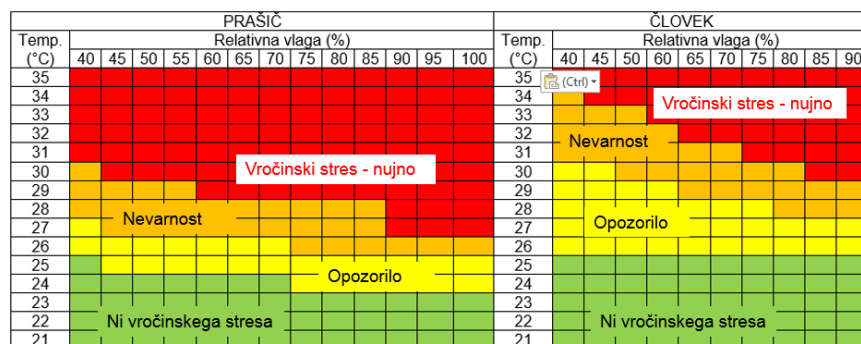 PRAŠIČ ČLOVEK
Temp. Relativna vlaga (%) Temp. Relativna vlaga (%)
(°C) 40 45 50 55 60 65 70 75 80 85 90 95 100 (°C) 40 45 50 60 65 70 75 80 85 90
35 35
(Ctrl)
34 34
Vročinski stres - nujno
33 33
32 32
Nevarnost
31 31
Vročinski stres - nujno
30 30
29 29
28 28
Nevarnost Opozorilo
27 27
26 26
25 25
Opozorilo
24 24
23 23
22 Ni vročinskega stresa 22 Ni vročinskega stresa
21 21